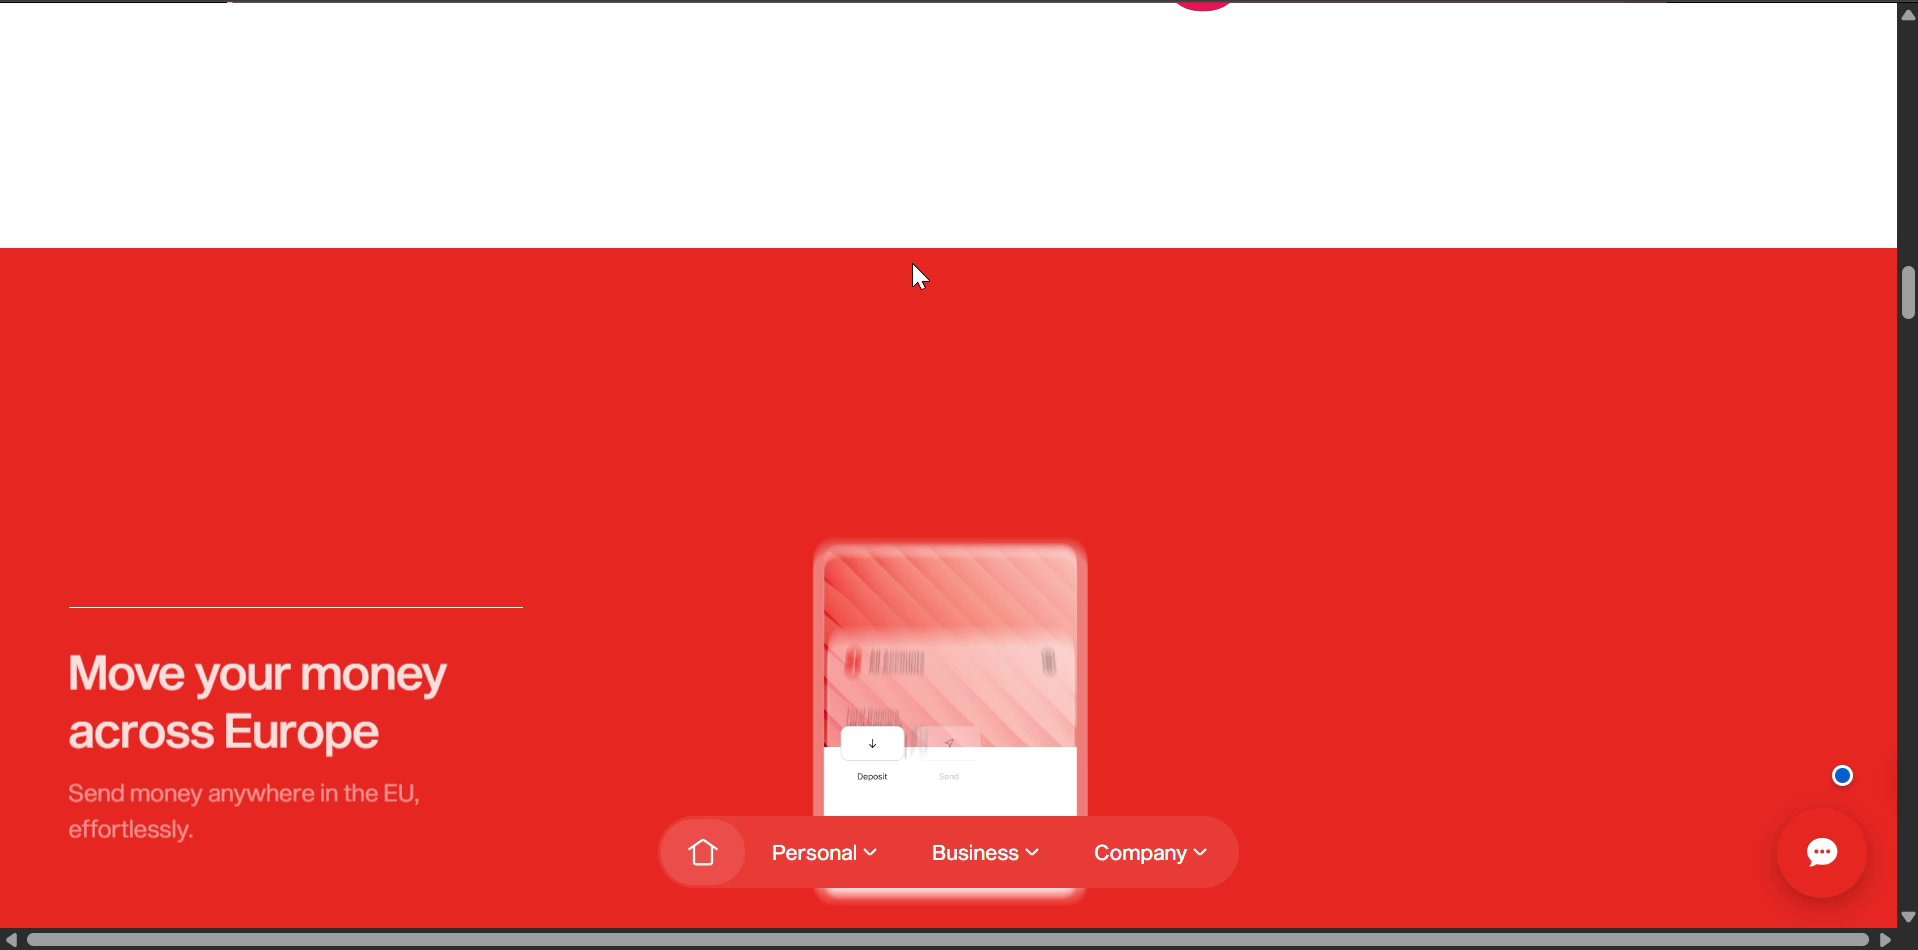 Move your money
across Europe
Send money anywhere in the EU,
effortlessly.
Deposit
Send
Personal
Business
Company